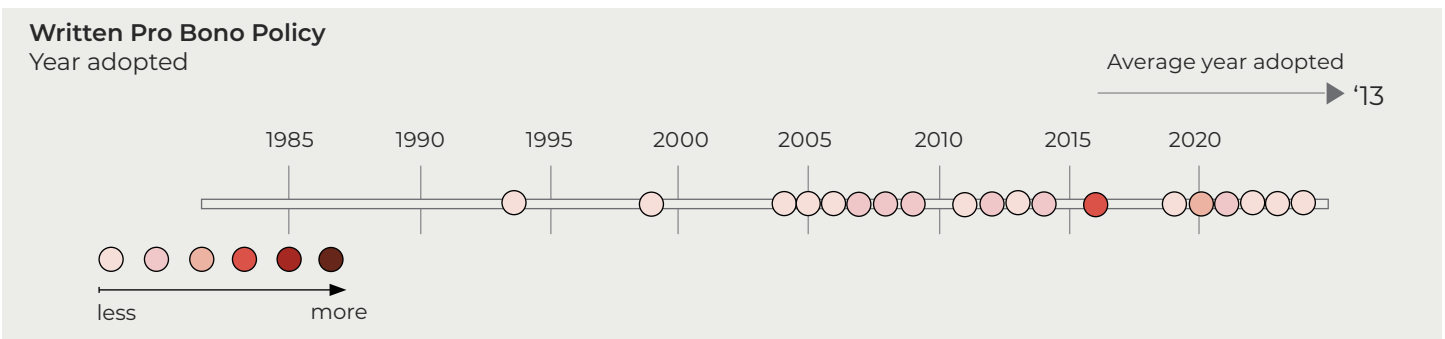 Written Pro Bono Policy
Year adopted
Average year adopted
‘13
1985 1990 1995 2000 2005 2010 2015 2020
less more